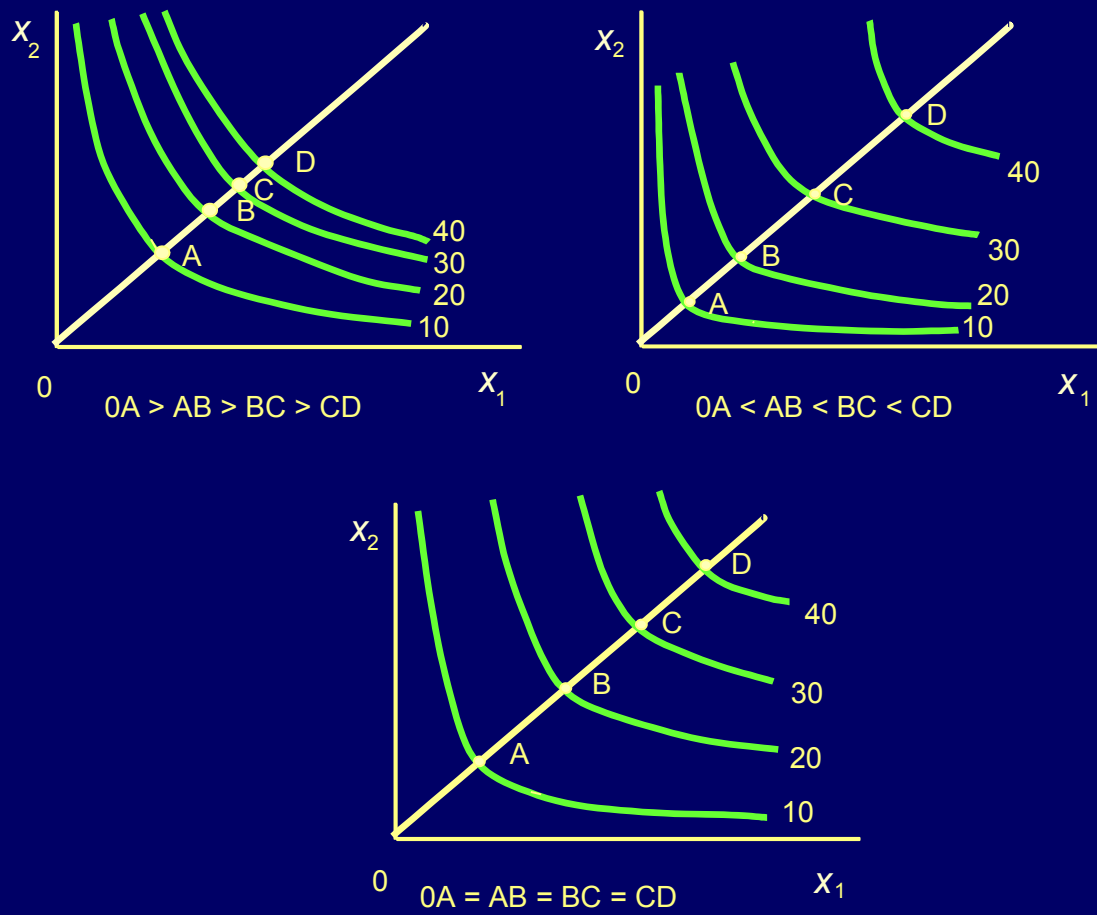 x₂
D
C
B
A
40
30
20
10
0
x₁
0A > AB > BC > CD
x₂
D
40
C
30
B
20
A
10
0
x₁
0A < AB < BC < CD
x₂
D
40
C
30
B
20
A
10
0
x₁
0A = AB = BC = CD